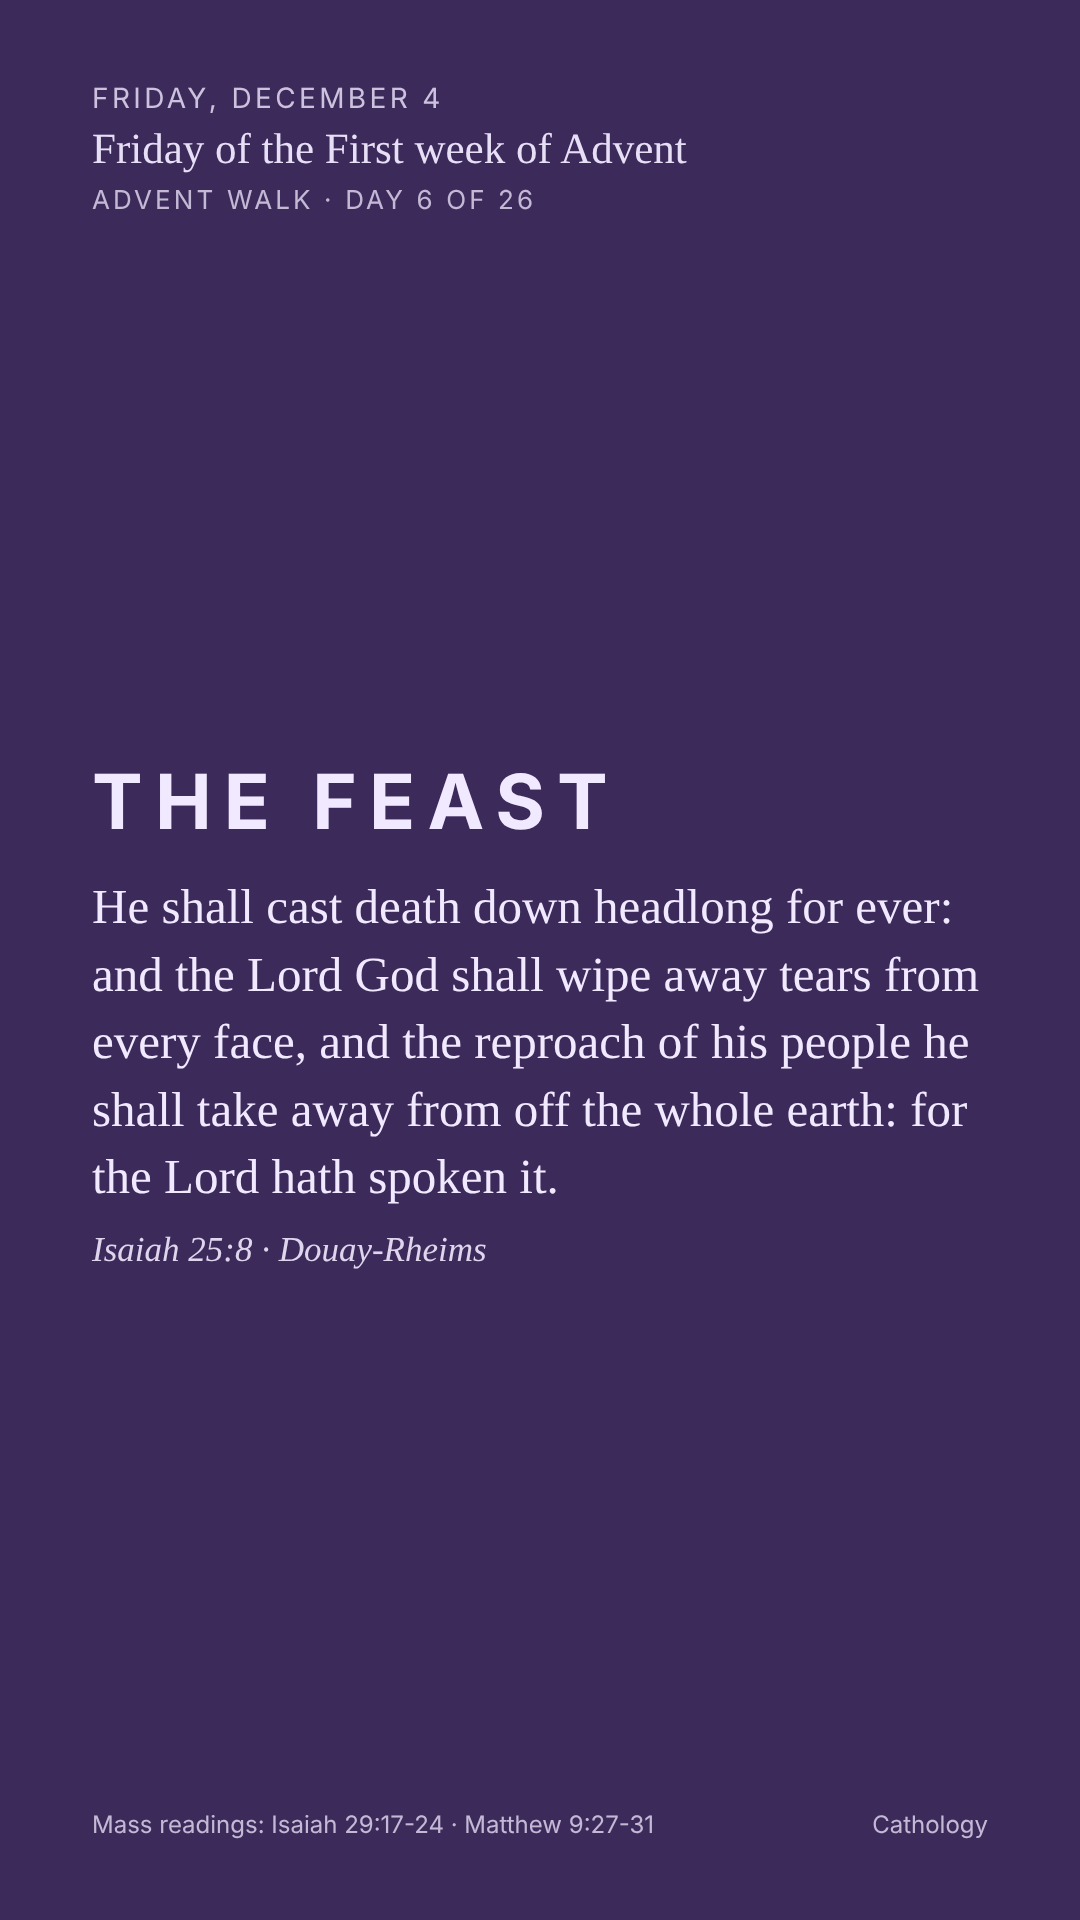 FRIDAY, DECEMBER 4
Friday of the First week of Advent
ADVENT WALK · DAY 6 OF 26
THE FEAST
He shall cast death down headlong for ever:
and the Lord God shall wipe away tears from
every face, and the reproach of his people he
shall take away from off the whole earth: for
the Lord hath spoken it.
Isaiah 25:8 · Douay-Rheims
Mass readings: Isaiah 29:17-24 · Matthew 9:27-31
Cathology